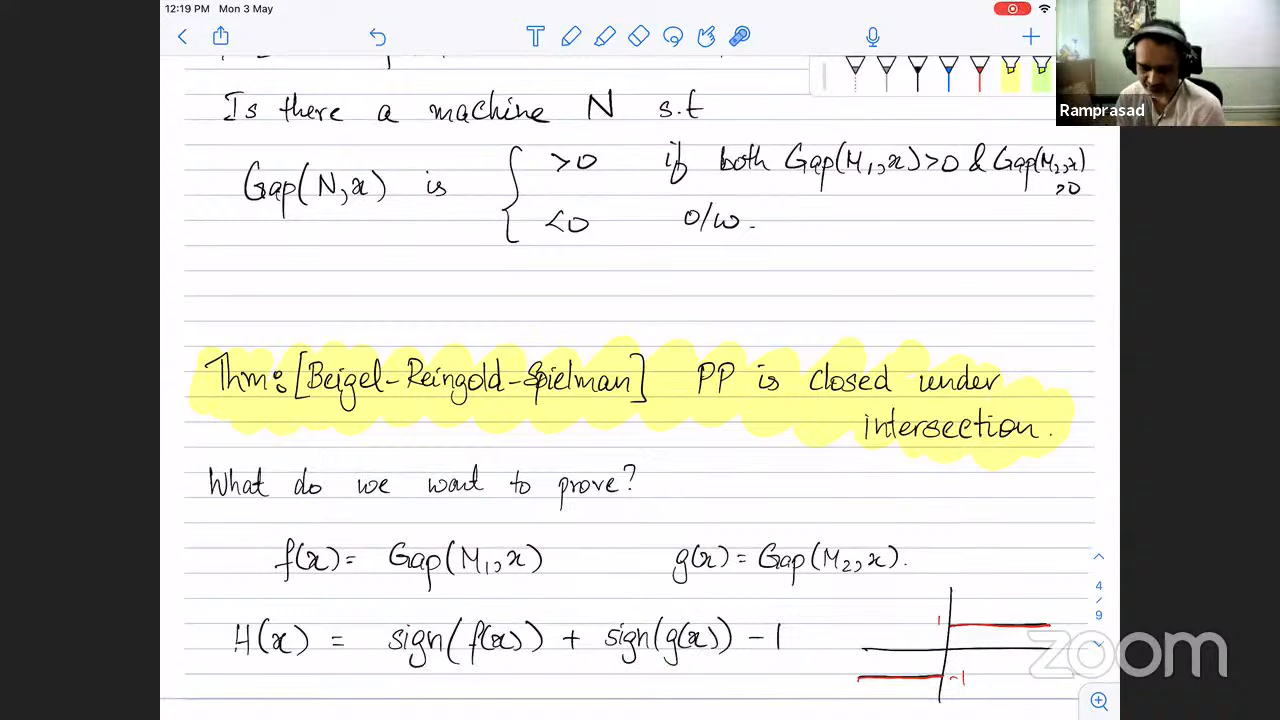 12:19 PM Mon 3 May
Ramprasad
Is there a machine N s.t
Gap(N,x) is { >0 if both Gap(M1,x)>0 & Gap(M2,x)
>0
<0 o/w.
Thm:[Beigel-Reingold-Spielman] PP is closed under
intersection.
What do we want to prove?
f(x)= Gap(M1,x) g(x)= Gap(M2,x).
H(x) = sign(f(x)) + sign(g(x)) -1
1
-1
4
/
9
zoom